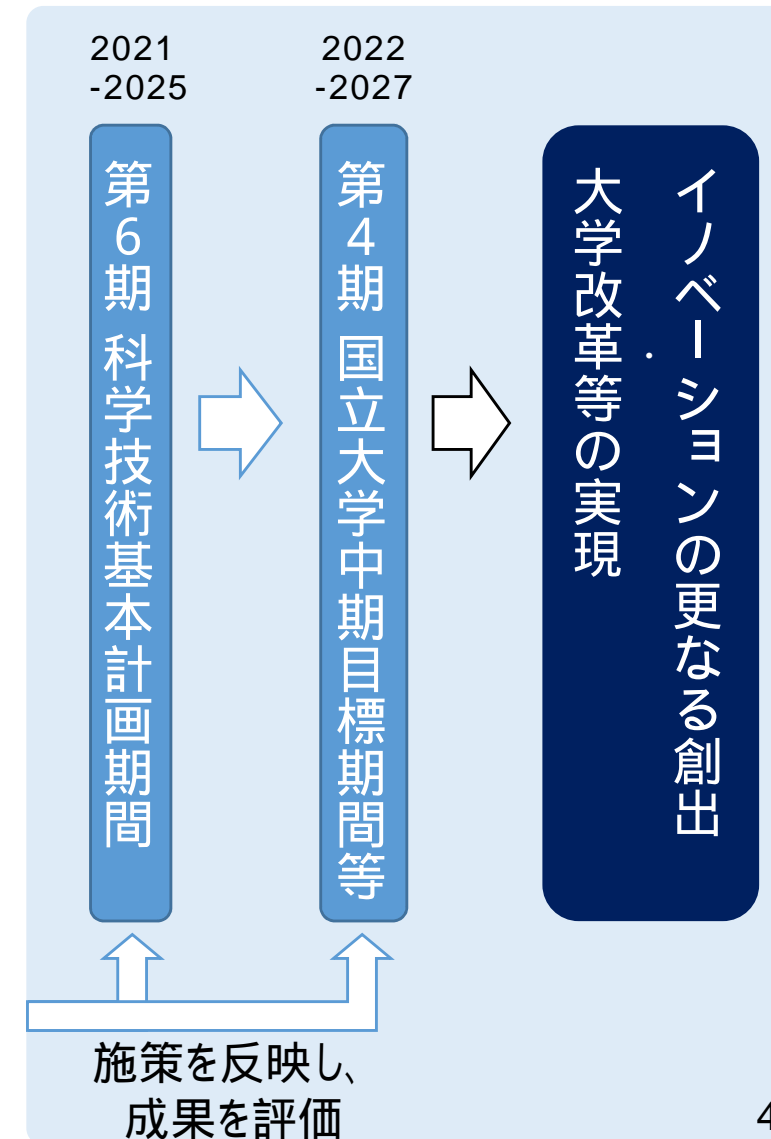 2021
-2025
第6期 科学技術基本計画期間
2022
-2027
第4期 国立大学中期目標期間等
イノベーションの更なる創出
・
大学改革等の実現
施策を反映し、
成果を評価
4